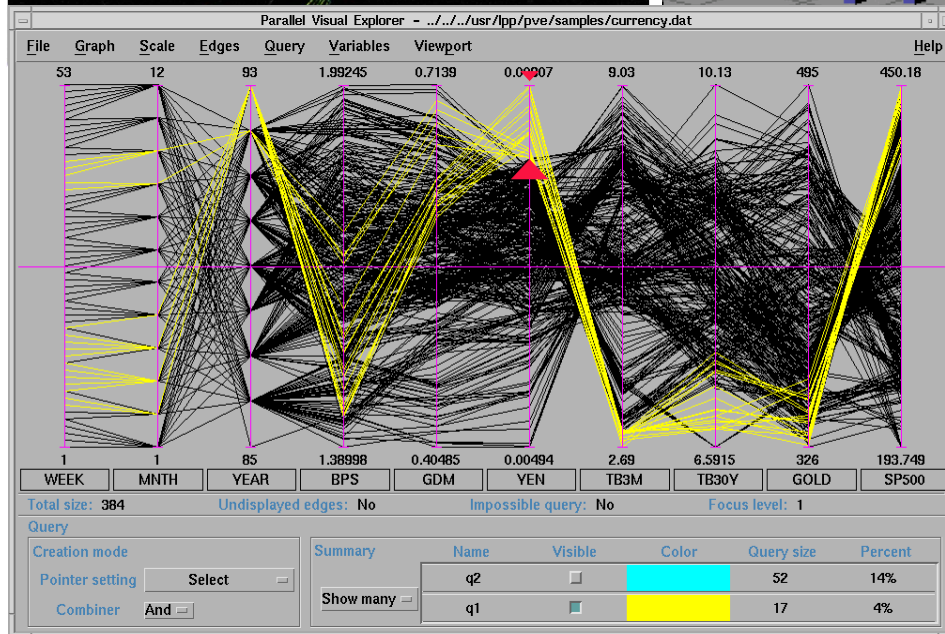 Parallel Visual Explorer - ../../../usr/lpp/pve/samples/currency.dat
File Graph Scale Edges Query Variables Viewport Help
53 12 93 1.99245 0.7139 9.03 10.13 495 450.18
1 1 85 1.38998 0.40485 0.00494 2.69 6.5915 326 193.749
WEEK MNTH YEAR BPS GDM YEN TB3M TB30Y GOLD SP500
Total size: 384 Undisplayed edges: No Impossible query: No Focus level: 1
Query
Creation mode
Pointer setting Select
Combiner And
Summary Name Visible Color Query size Percent
Show many
q2 52 14%
q1 17 4%